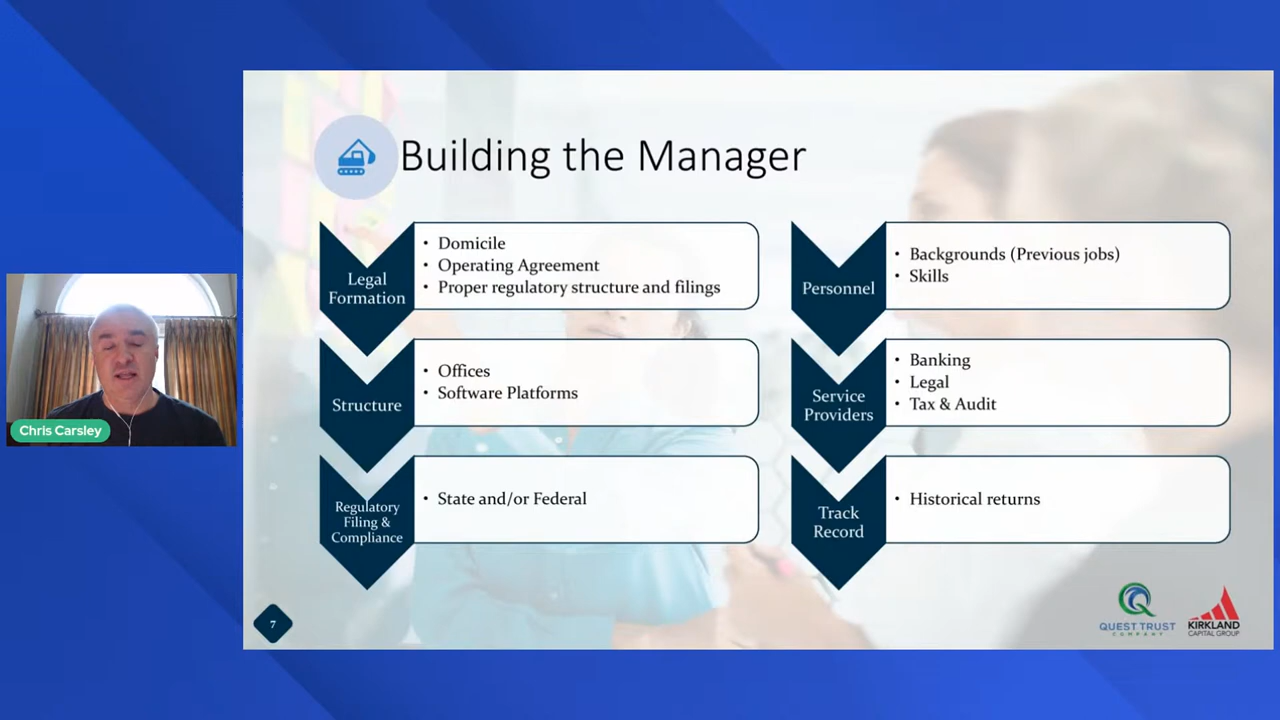 Building the Manager
Legal
Formation
• Domicile
• Operating Agreement
• Proper regulatory structure and filings
Structure
• Offices
• Software Platforms
Regulatory
Filing &
Compliance
• State and/or Federal
Personnel
• Backgrounds (Previous jobs)
• Skills
Service
Providers
• Banking
• Legal
• Tax & Audit
Track
Record
• Historical returns
Chris Carsley
7
QUEST TRUST
COMPANY
KIRKLAND
CAPITAL GROUP